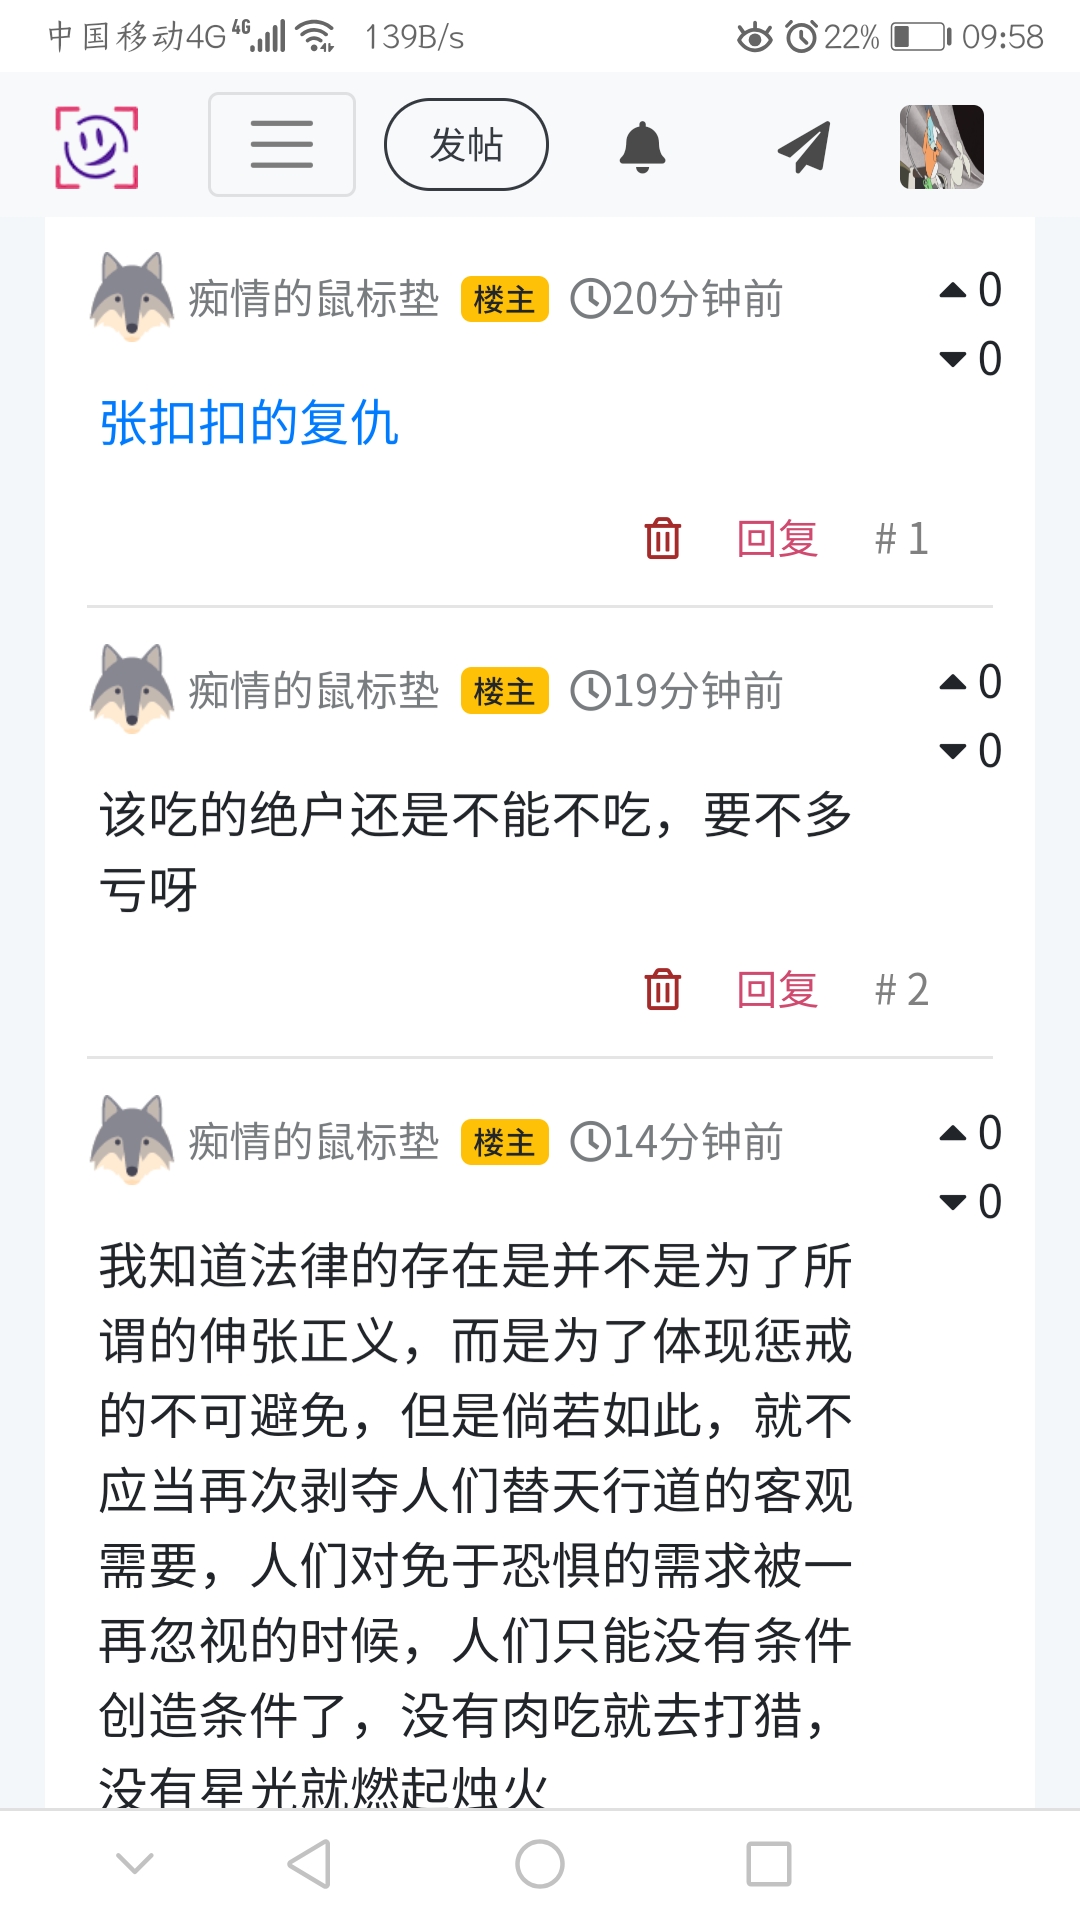 中国移动4G 4G 139B/s 22% 09:58
发帖
痴情的鼠标垫 楼主 20分钟前 0
0
张扣扣的复仇
回复 # 1
痴情的鼠标垫 楼主 19分钟前 0
0
该吃的绝户还是不能不吃，要不多
亏呀
回复 # 2
痴情的鼠标垫 楼主 14分钟前 0
0
我知道法律的存在是并不是为了所
谓的伸张正义，而是为了体现惩戒
的不可避免，但是倘若如此，就不
应当再次剥夺人们替天行道的客观
需要，人们对免于恐惧的需求被一
再忽视的时候，人们只能没有条件
创造条件了，没有肉吃就去打猎，
没有星光就燃起烛火